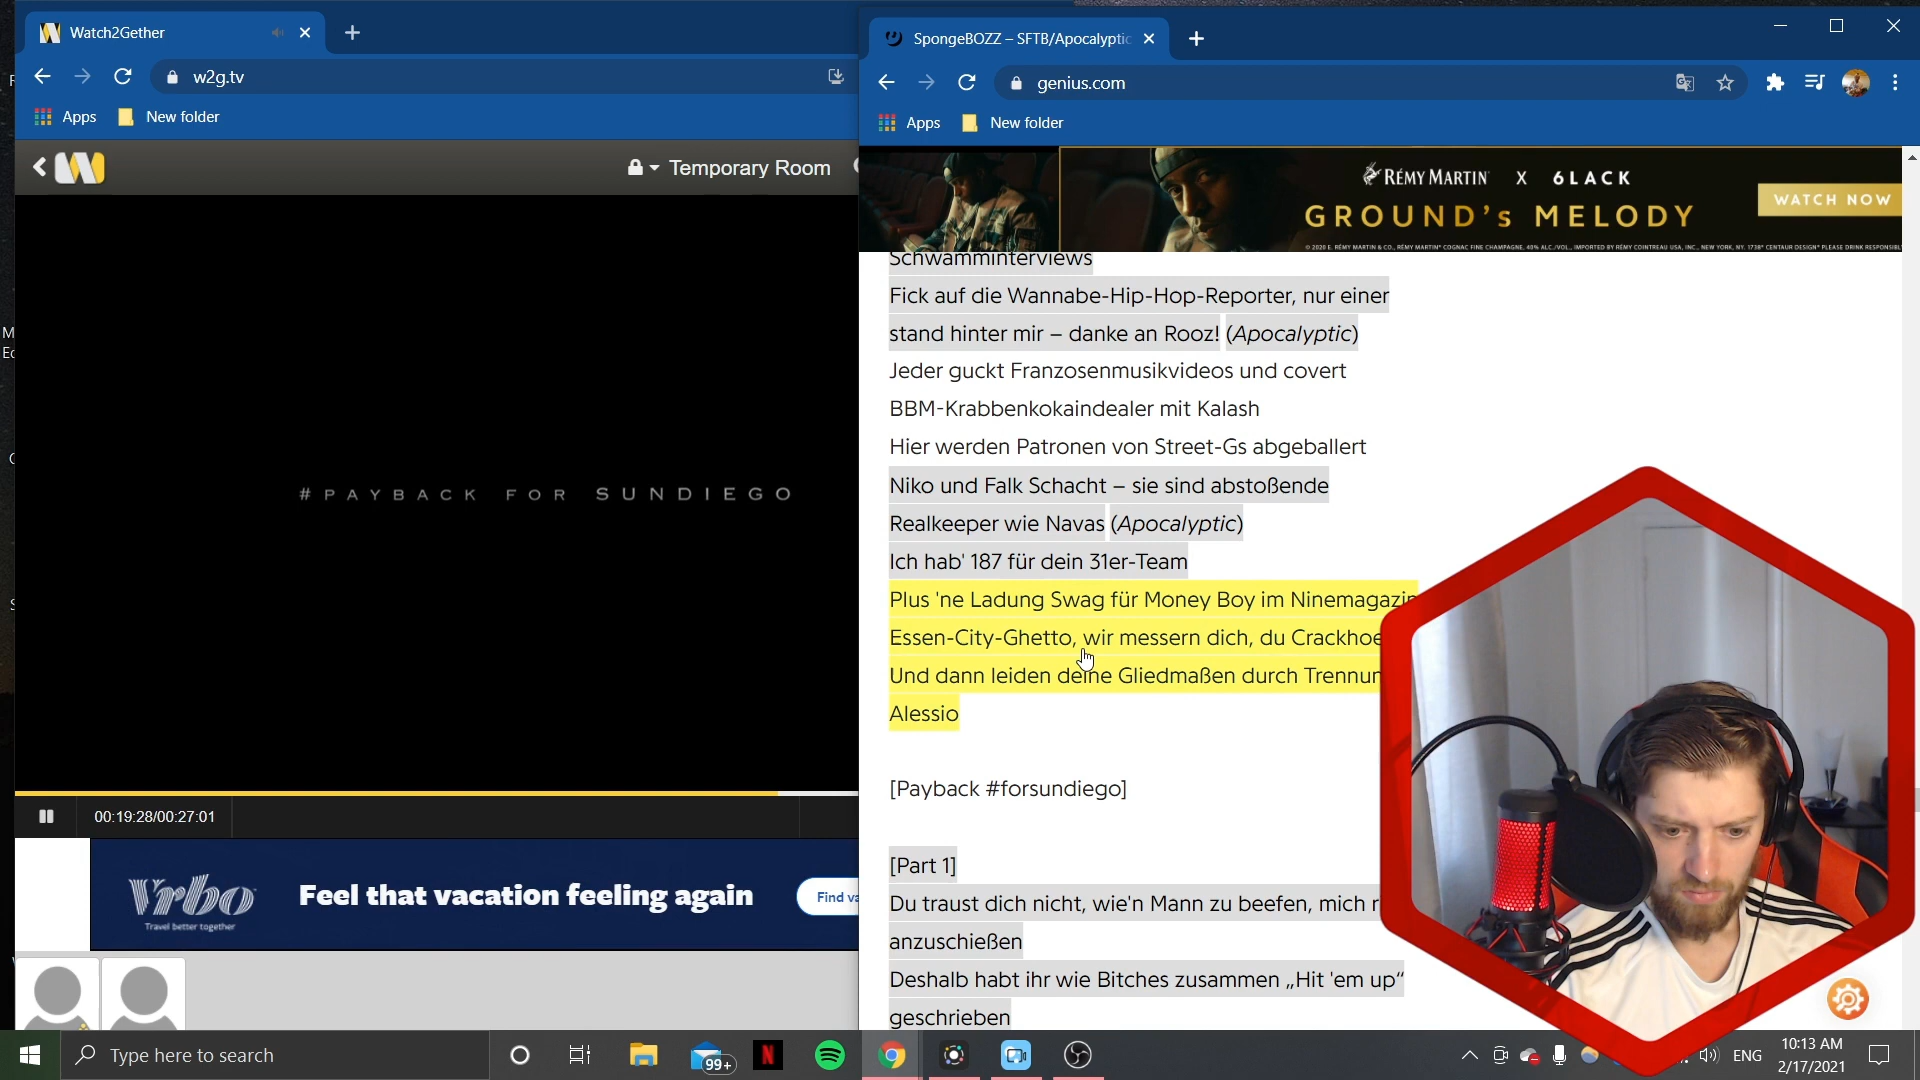 Watch2Gether
SpongeBOZZ – SFTB/Apocalyptic
w2g.tv
genius.com
Apps
New folder
Apps
New folder
Temporary Room
RÉMY MARTIN X 6LACK
GROUND's MELODY
WATCH NOW
Schwamminterviews
Fick auf die Wannabe-Hip-Hop-Reporter, nur einer
stand hinter mir – danke an Rooz! (Apocalyptic)
Jeder guckt Franzosenmusikvideos und covert
BBM-Krabbenkokaindealer mit Kalash
Hier werden Patronen von Street-Gs abgeballert
Niko und Falk Schacht – sie sind abstoßende
Realkeeper wie Navas (Apocalyptic)
Ich hab' 187 für dein 31er-Team
Plus 'ne Ladung Swag für Money Boy im Ninemagazin
Essen-City-Ghetto, wir messern dich, du Crackhoe
Und dann leiden deine Gliedmaßen durch
Alessio
[Payback #forsundiego]
[Part 1]
Du traust dich nicht, wie'n Mann zu beefen, mich
anzuschießen
Deshalb habt ihr wie Bitches zusammen „Hit 'em up“
geschrieben
#PAYBACK FOR SUNDIEGO
00:19:28/00:27:01
Vrbo
Travel better together
Feel that vacation feeling again
Find
Type here to search
99+
N
ENG
10:13 AM
2/17/2021